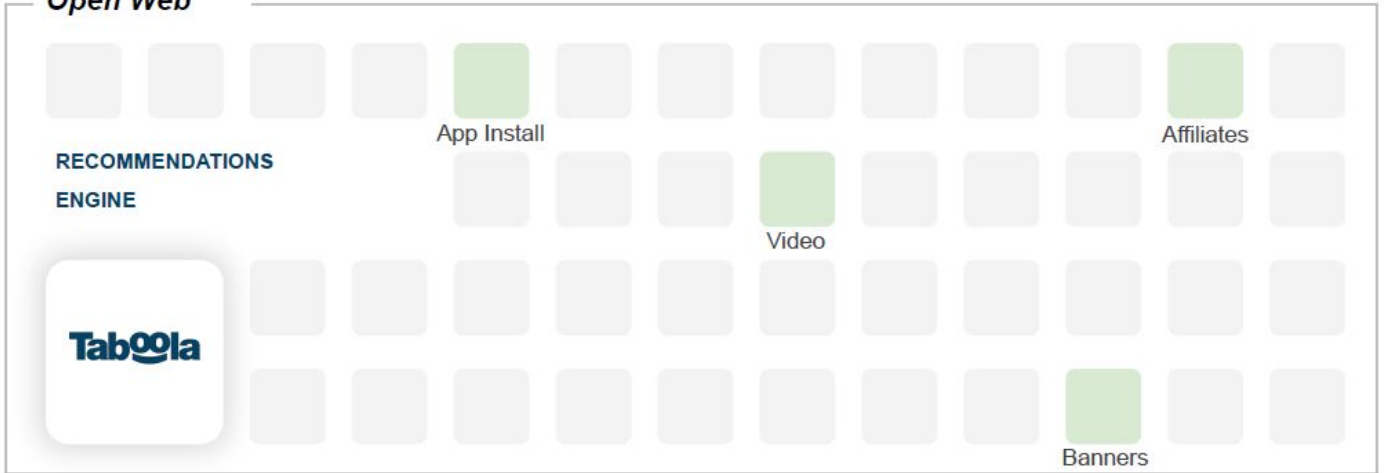 Open Web
App Install
Affiliates
RECOMMENDATIONS
ENGINE
Video
Taboola
Banners